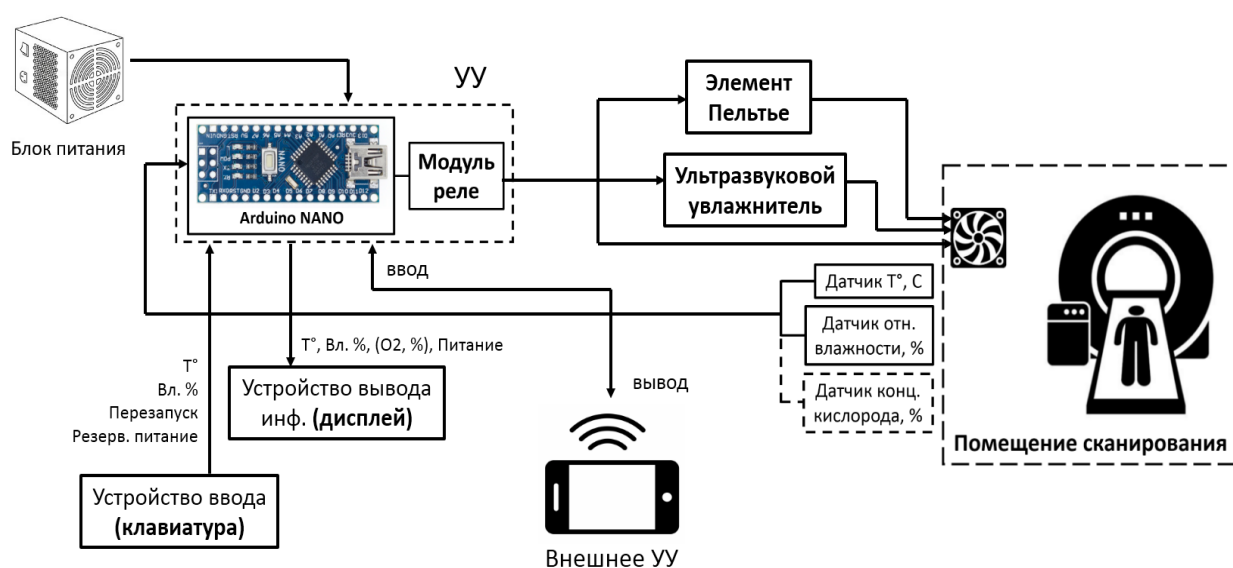 Блок питания
УУ
Arduino NANO
Модуль
реле
Элемент
Пельтье
Ультразвуковой
увлажнитель
ввод
Датчик T°, С
Датчик отн.
влажности, %
Датчик конц.
кислорода, %
Помещение сканирования
T°
Вл. %
Перезапуск
Резерв. питание
T°, Вл. %, (О2, %), Питание
Устройство вывода
инф. (дисплей)
вывод
Устройство ввода
(клавиатура)
Внешнее УУ